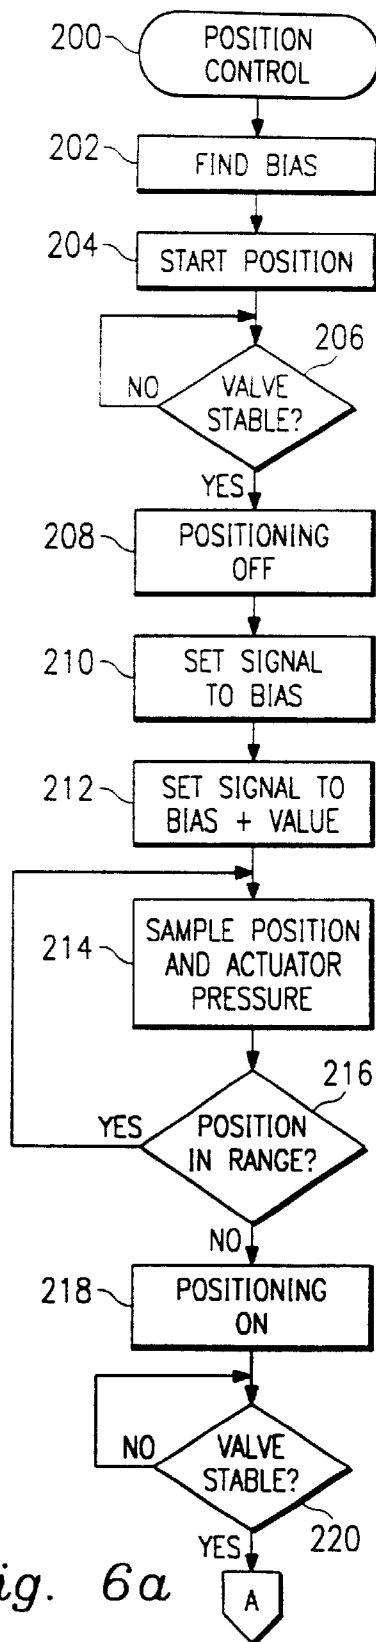 200
POSITION
CONTROL
202
FIND BIAS
204
START POSITION
206
NO
VALVE
STABLE?
YES
208
POSITIONING
OFF
210
SET SIGNAL
TO BIAS
212
SET SIGNAL TO
BIAS + VALUE
214
SAMPLE POSITION
AND ACTUATOR
PRESSURE
216
YES
POSITION
IN RANGE?
NO
218
POSITIONING
ON
NO
VALVE
STABLE?
220
YES
ig. 6a
A